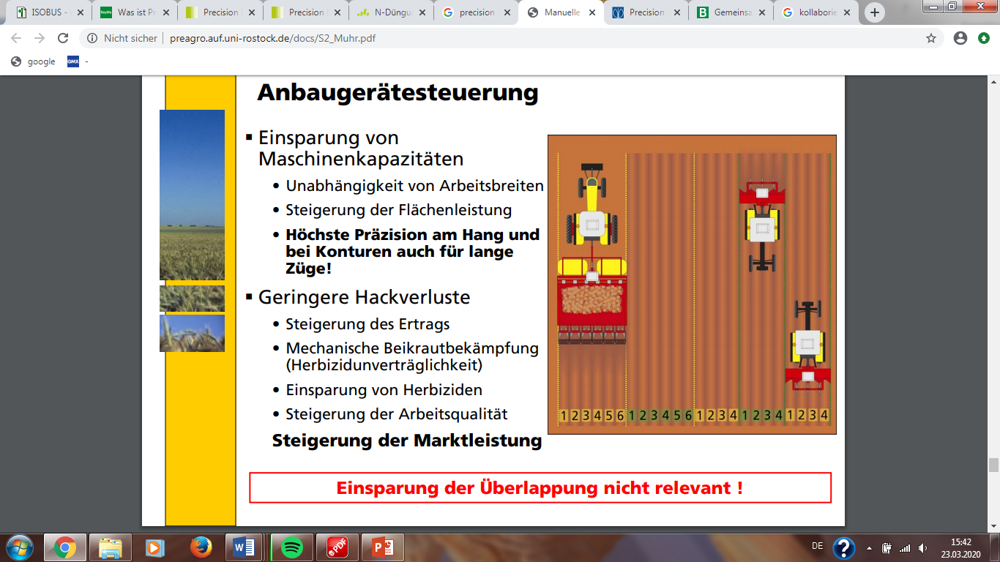 ISOBUS -
Was ist Pr
Precision
Precision
N-Düngu
precision
Manuelle
Precision
Gemeinsa
kollaborie
Nicht sicher | preagro.auf.uni-rostock.de/docs/S2_Muhr.pdf
google
GMX -
Anbaugerätesteuerung
Einsparung von
Maschinenkapazitäten
• Unabhängigkeit von Arbeitsbreiten
• Steigerung der Flächenleistung
• Höchste Präzision am Hang und
bei Konturen auch für lange
Züge!
Geringere Hackverluste
• Steigerung des Ertrags
• Mechanische Beikrautbekämpfung
(Herbizidunverträglichkeit)
• Einsparung von Herbiziden
• Steigerung der Arbeitsqualität
Steigerung der Marktleistung
1 2 3 4 5 6 1 2 3 4 5 6 1 2 3 4 1 2 3 4 1 2 3 4
Einsparung der Überlappung nicht relevant !
DE
15:42
23.03.2020